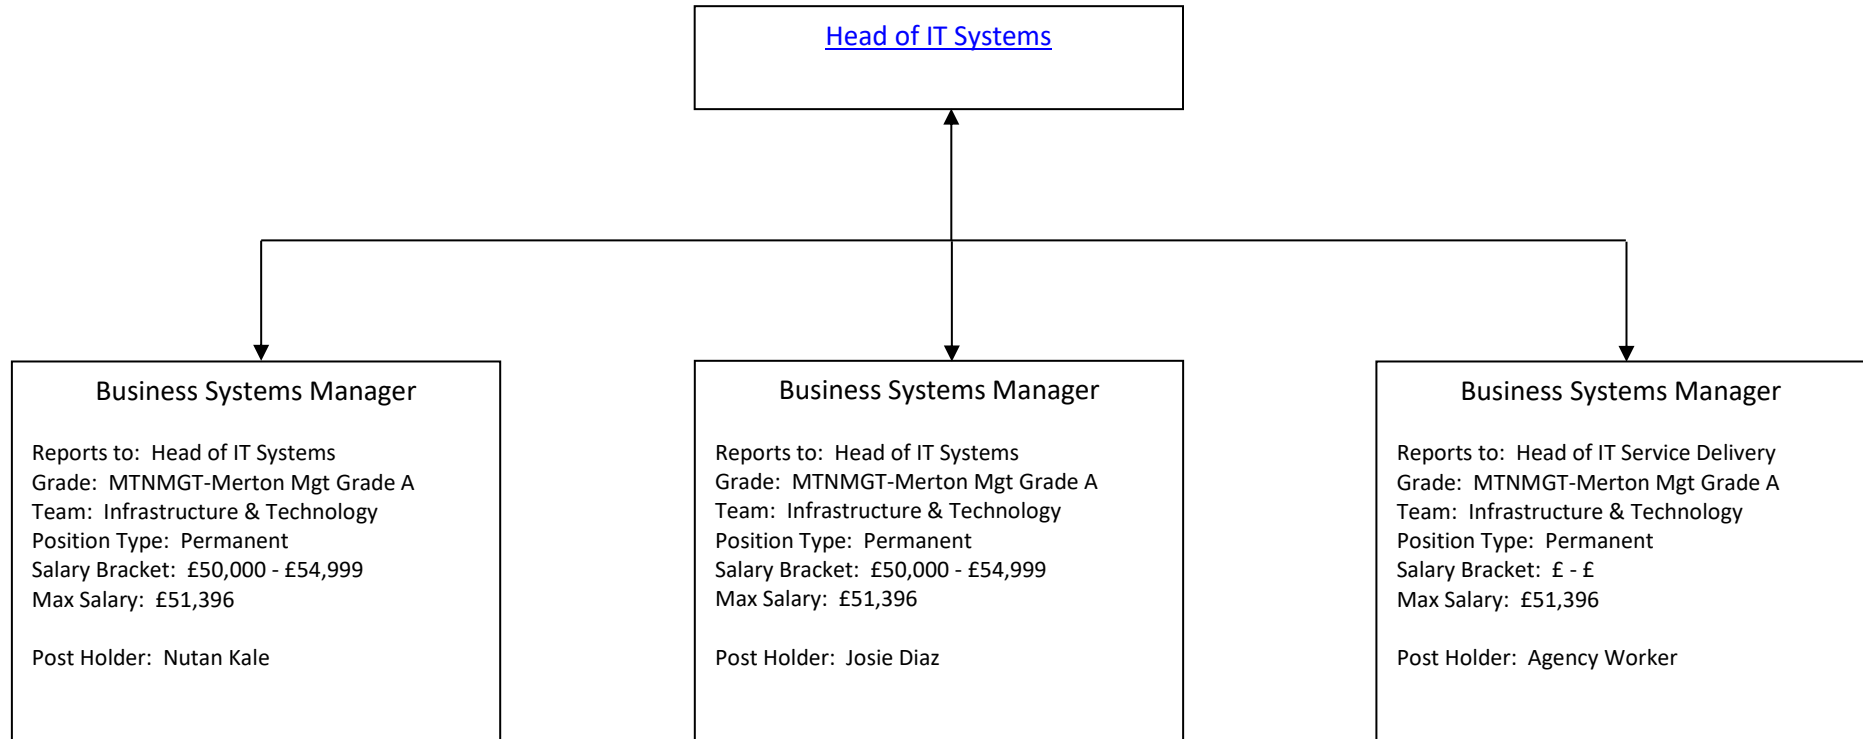 Head of IT Systems
Business Systems Manager
Reports to:  Head of IT Systems
Grade:  MTNMGT-Merton Mgt Grade A
Team:  Infrastructure & Technology
Position Type:  Permanent
Salary Bracket:  £50,000 - £54,999
Max Salary:  £51,396
Post Holder:  Nutan Kale
Business Systems Manager
Reports to:  Head of IT Systems
Grade:  MTNMGT-Merton Mgt Grade A
Team:  Infrastructure & Technology
Position Type:  Permanent
Salary Bracket:  £50,000 - £54,999
Max Salary:  £51,396
Post Holder:  Josie Diaz
Business Systems Manager
Reports to:  Head of IT Service Delivery
Grade:  MTNMGT-Merton Mgt Grade A
Team:  Infrastructure & Technology
Position Type:  Permanent
Salary Bracket:  £ - £
Max Salary:  £51,396
Post Holder:  Agency Worker